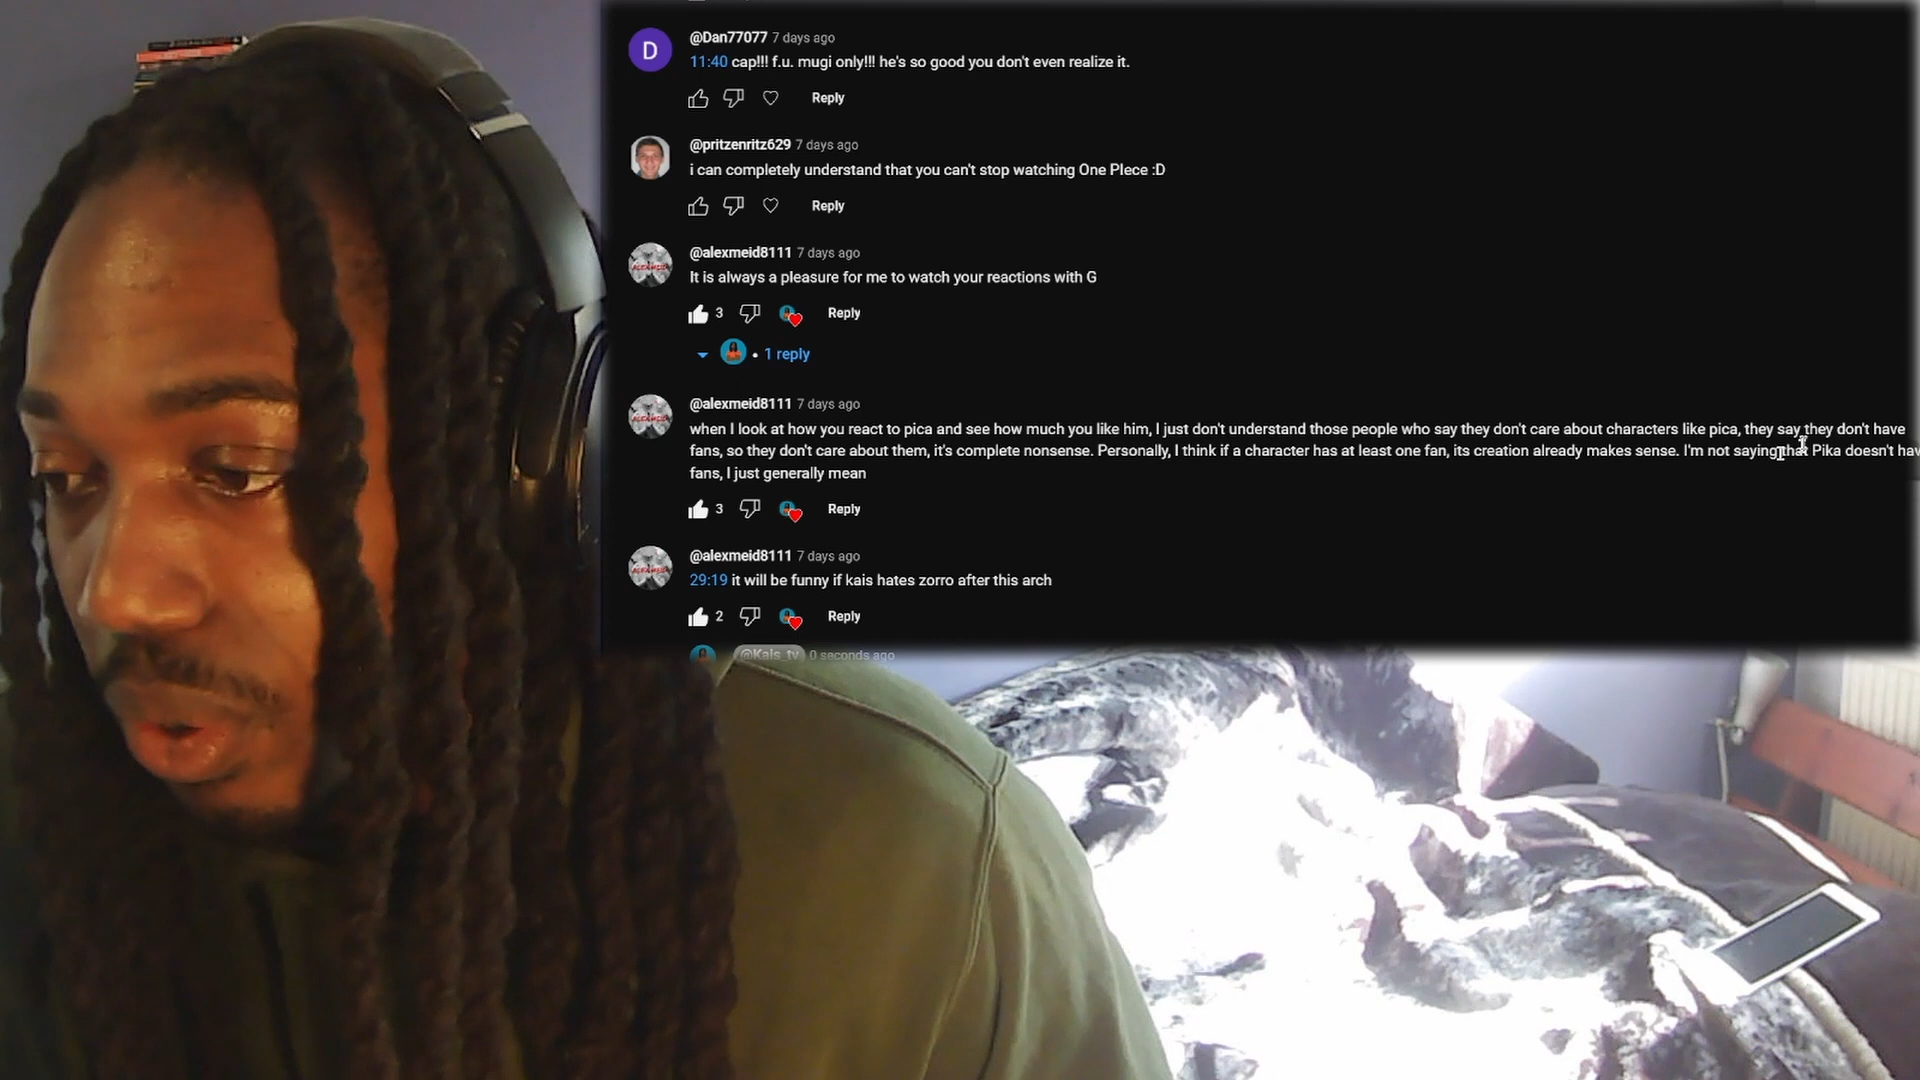 D
@Dan77077 7 days ago
11:40 cap!!! f.u. mugi only!!! he's so good you don't even realize it.
Reply
@pritzenritz629 7 days ago
i can completely understand that you can't stop watching One PIece :D
Reply
@alexmeid8111 7 days ago
It is always a pleasure for me to watch your reactions with G
3 Reply
• 1 reply
@alexmeid8111 7 days ago
when I look at how you react to pica and see how much you like him, I just don't understand those people who say they don't care about characters like pica, they say they don't have
fans, so they don't care about them, it's complete nonsense. Personally, I think if a character has at least one fan, its creation already makes sense. I'm not saying that Pika doesn't hav
fans, I just generally mean
3 Reply
@alexmeid8111 7 days ago
29:19 it will be funny if kais hates zorro after this arch
2 Reply
@Kais_tv 0 seconds ago